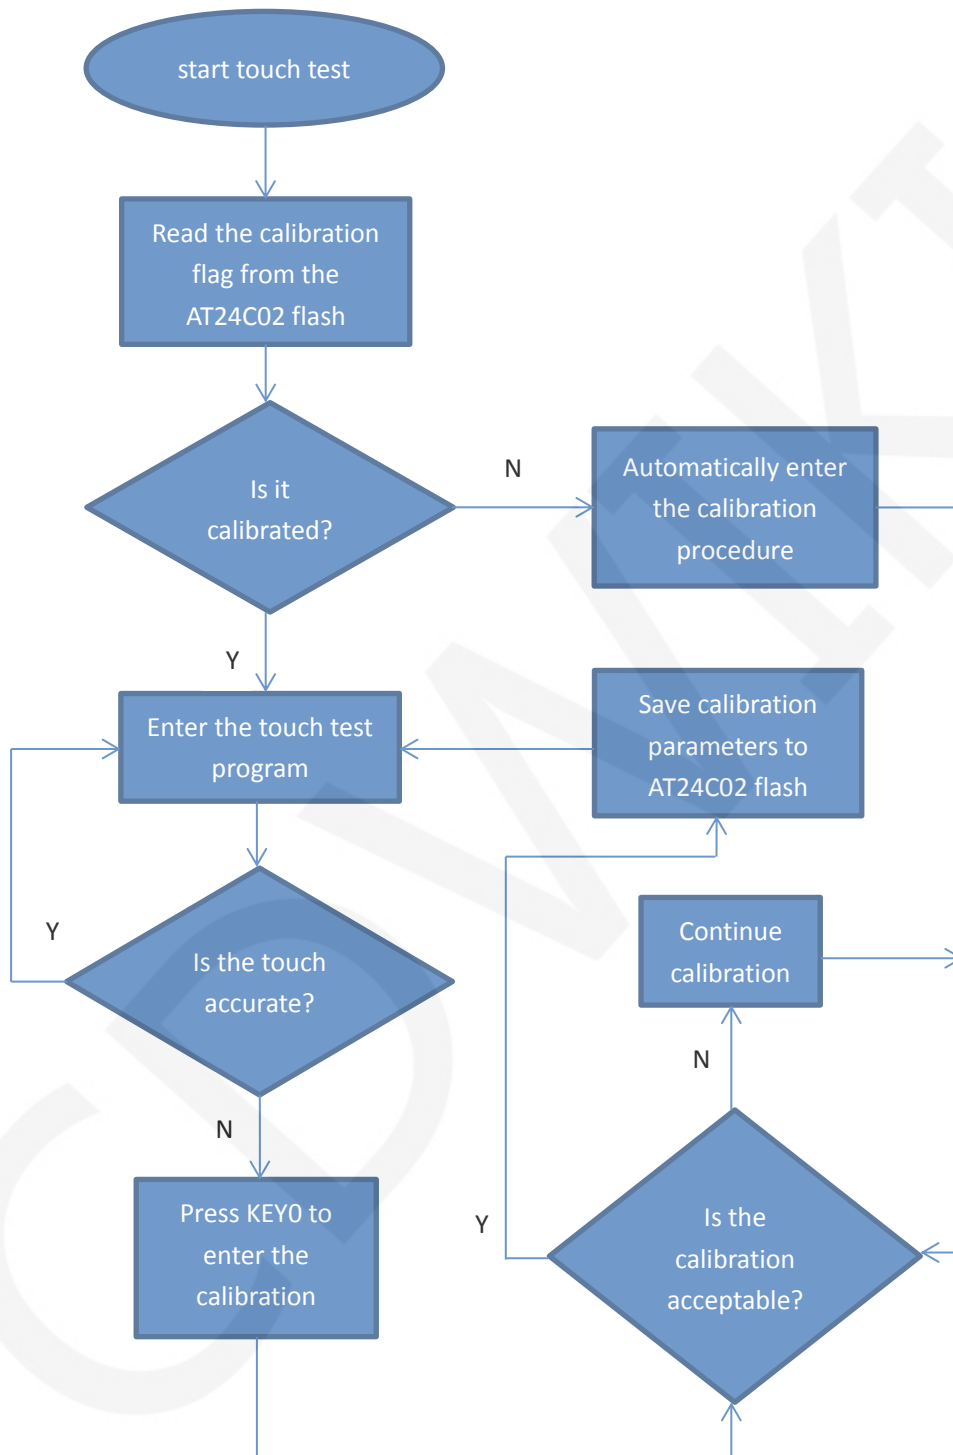 start touch test
Read the calibration
flag from the
AT24C02 flash
Is it
calibrated?
N
Automatically enter
the calibration
procedure
Y
Enter the touch test
program
Save calibration
parameters to
AT24C02 flash
Y
Is the touch
accurate?
Continue
calibration
N
N
Press KEY0 to
enter the
calibration
Y
Is the
calibration
acceptable?